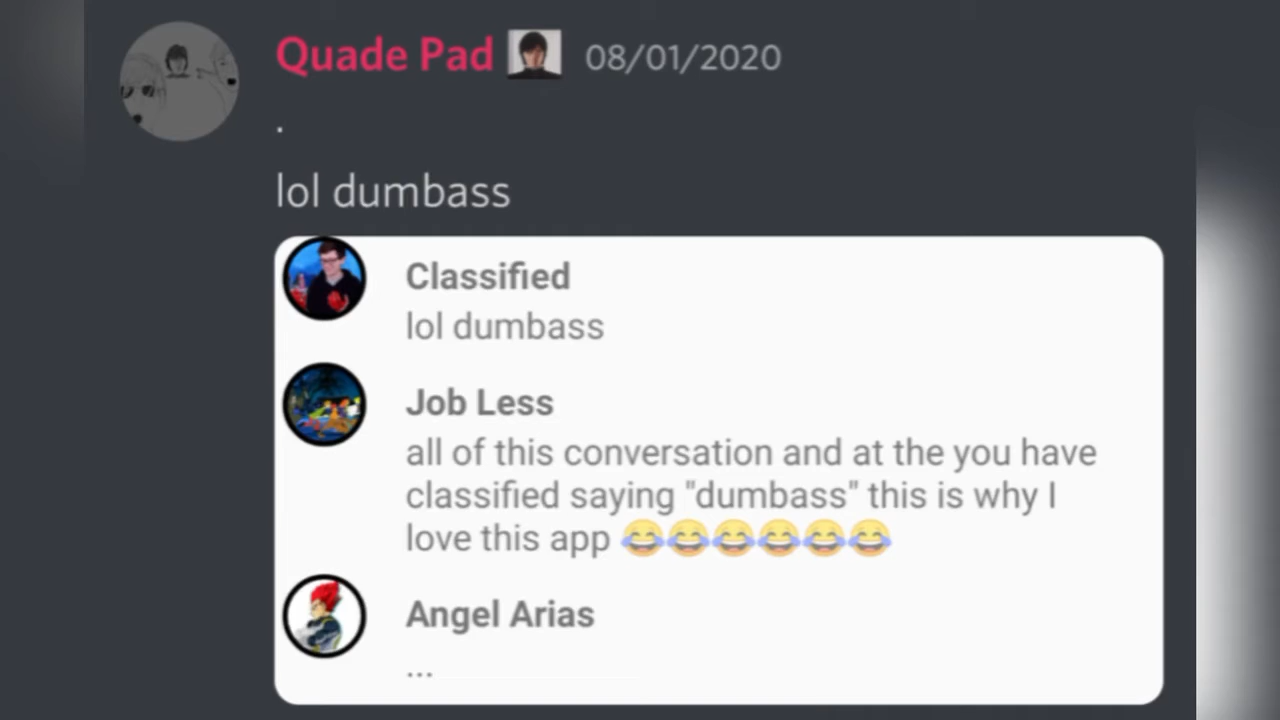 Quade Pad 08/01/2020
.
lol dumbass
Classified
lol dumbass
Job Less
all of this conversation and at the you have
classified saying "dumbass" this is why I
love this app 😂😂😂😂😂😂
Angel Arias
...